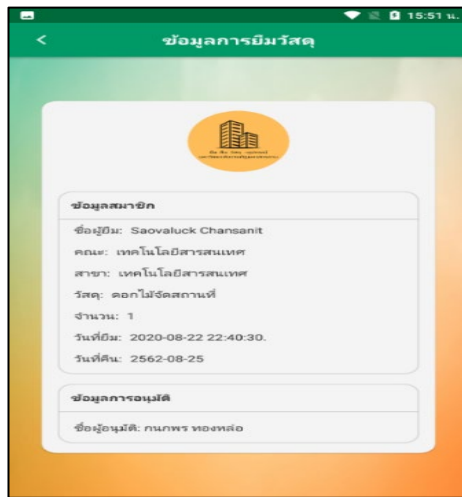 15:51 น.
ข้อมูลการยืมวัสดุ
ข้อมูลสมาชิก
ชื่อผู้ยืม: Saovaluck Chansanit
คณะ: เทคโนโลยีสารสนเทศ
สาขา: เทคโนโลยีสารสนเทศ
วัสดุ: ดอกไม้จัดสถานที่
จำนวน: 1
วันที่ยืม: 2020-08-22 22:40:30.
วันที่คืน: 2562-08-25
ข้อมูลการอนุมัติ
ชื่อผู้อนุมัติ: กนกพร ทองหล่อ